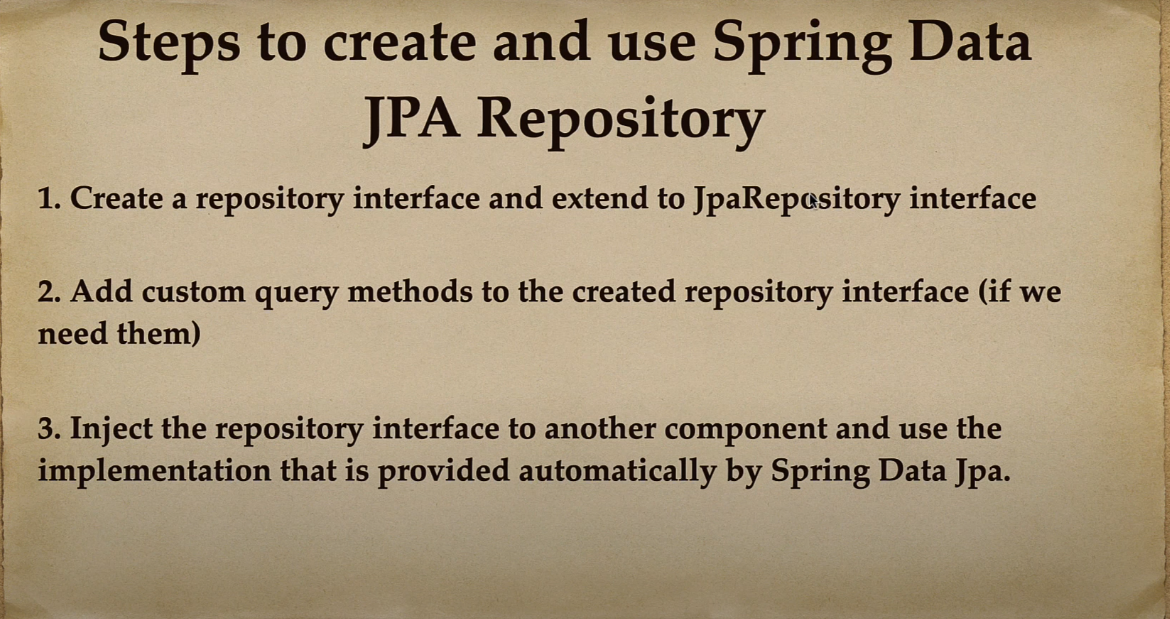 Steps to create and use Spring Data
JPA Repository
1. Create a repository interface and extend to JpaRepository interface
2. Add custom query methods to the created repository interface (if we
need them)
3. Inject the repository interface to another component and use the
implementation that is provided automatically by Spring Data Jpa.